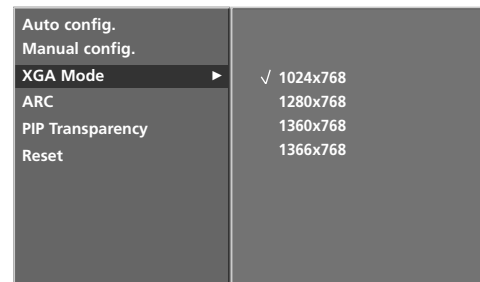 Auto config.
Manual config.
XGA Mode ►
ARC
PIP Transparency
Reset
√ 1024x768
1280x768
1360x768
1366x768